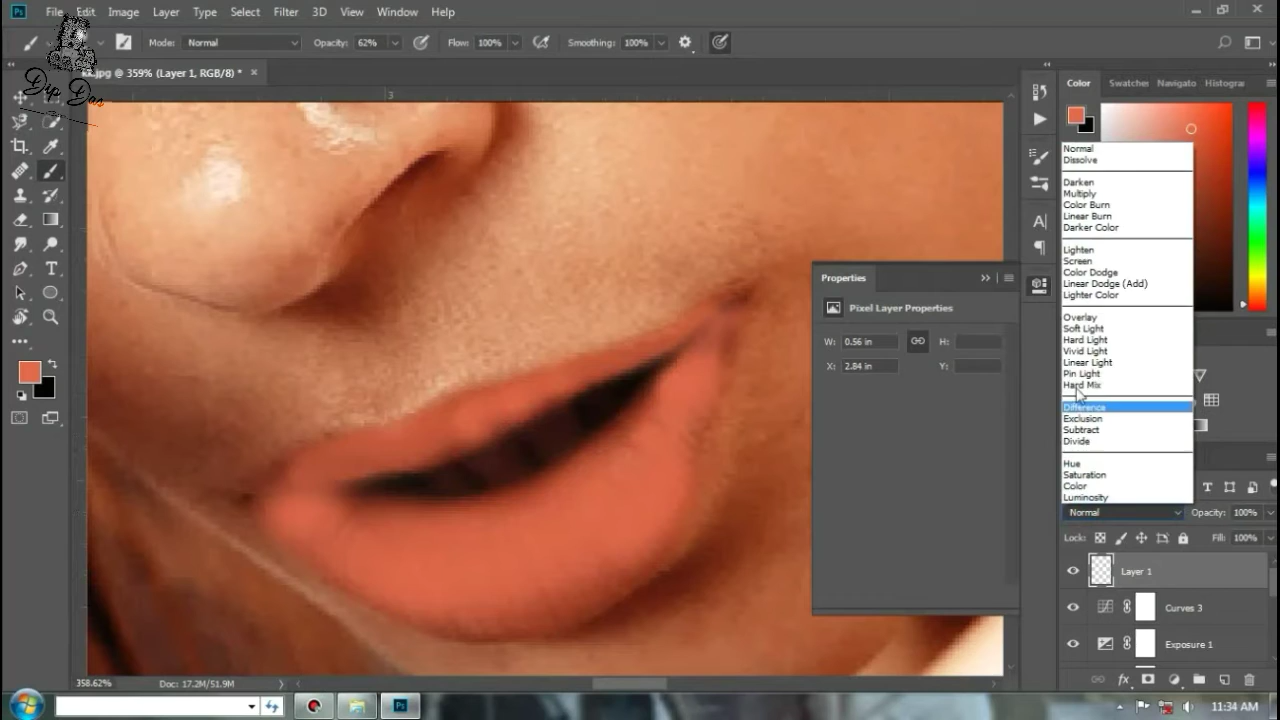 Ps File Edit Image Layer Type Select Filter 3D View Window Help
Mode: Normal Opacity: 62% Flow: 100% Smoothing: 100%
Dip Das
.jpg @ 359% (Layer 1, RGB/8) * ×
3
Color Swatches Navigato Histogram
Normal
Dissolve
Darken
Multiply
Color Burn
Linear Burn
Darker Color
Lighten
Screen
Color Dodge
Linear Dodge (Add)
Lighter Color
Overlay
Soft Light
Hard Light
Vivid Light
Linear Light
Pin Light
Hard Mix
Difference
Exclusion
Subtract
Divide
Hue
Saturation
Color
Luminosity
Properties
Pixel Layer Properties
W: 0.56 in H:
X: 2.84 in Y:
Normal Opacity: 100%
Lock: Fill: 100%
Layer 1
Curves 3
Exposure 1
fx
358.62% Doc: 17.2M/51.9M
Ps
11:34 AM